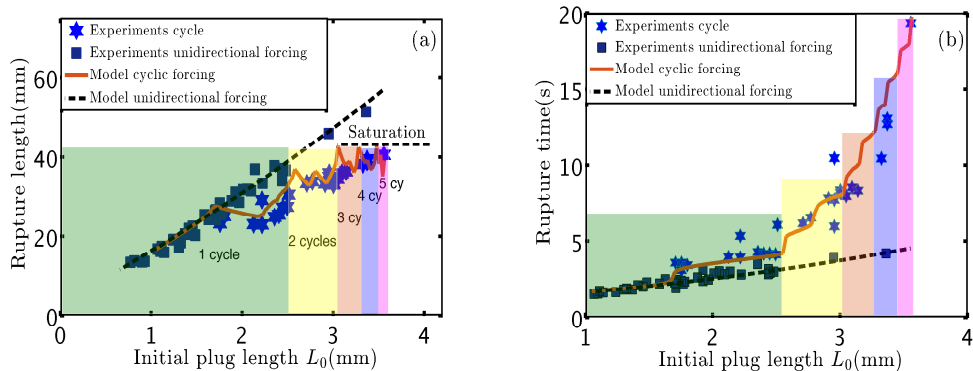 Experiments cycle
Experiments unidirectional forcing
Model cyclic forcing
Model unidirectional forcing
(a)
Saturation
1 cycle
2 cycles
3 cy
4 cy
5 cy
0
20
40
60
0
1
2
3
4
Rupture length(mm)
Initial plug length L₀(mm)
Experiments cycle
Experiments unidirectional forcing
Model cyclic forcing
Model unidirectional forcing
(b)
20
15
10
5
0
1
2
3
4
Rupture time(s)
Initial plug length L₀(mm)